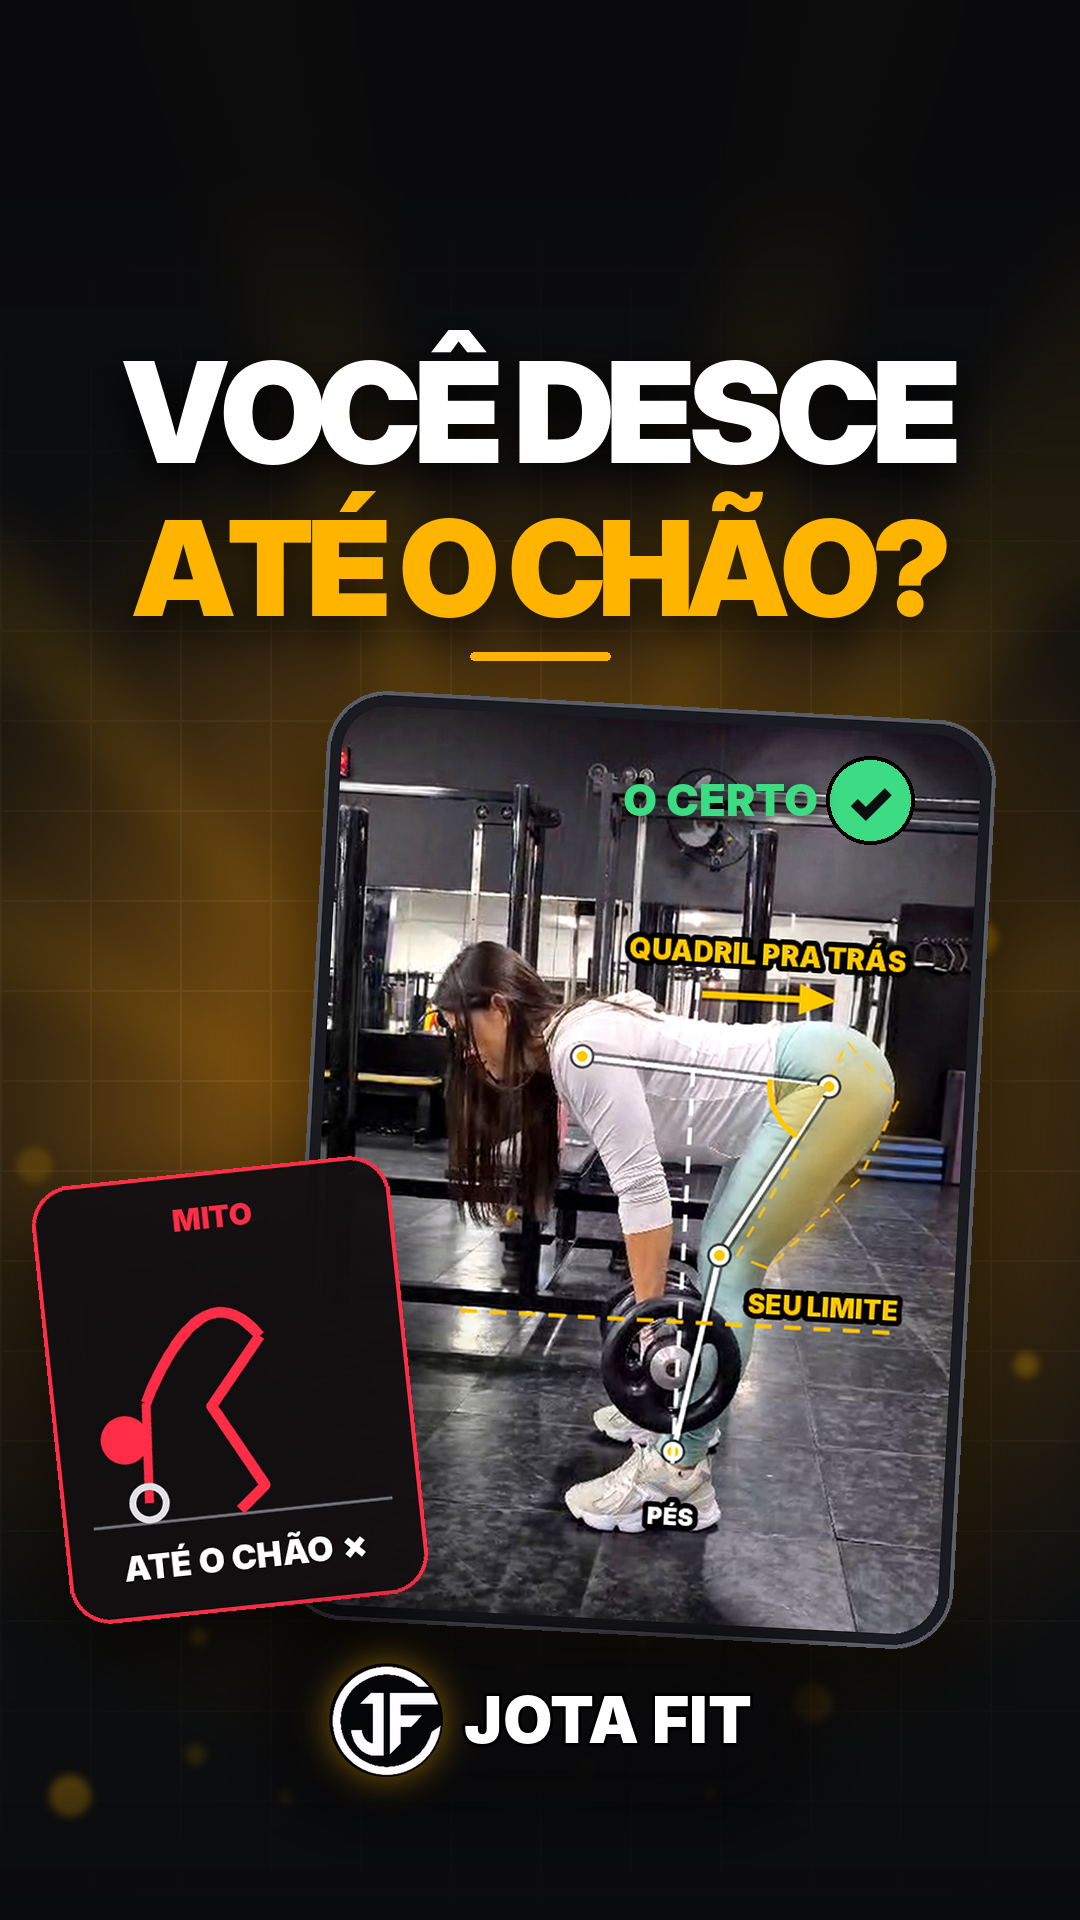 VOCÊ DESCE
ATÉ O CHÃO?
O CERTO
QUADRIL PRA TRÁS
MITO
SEU LIMITE
PÉS
ATÉ O CHÃO ×
JF JOTA FIT